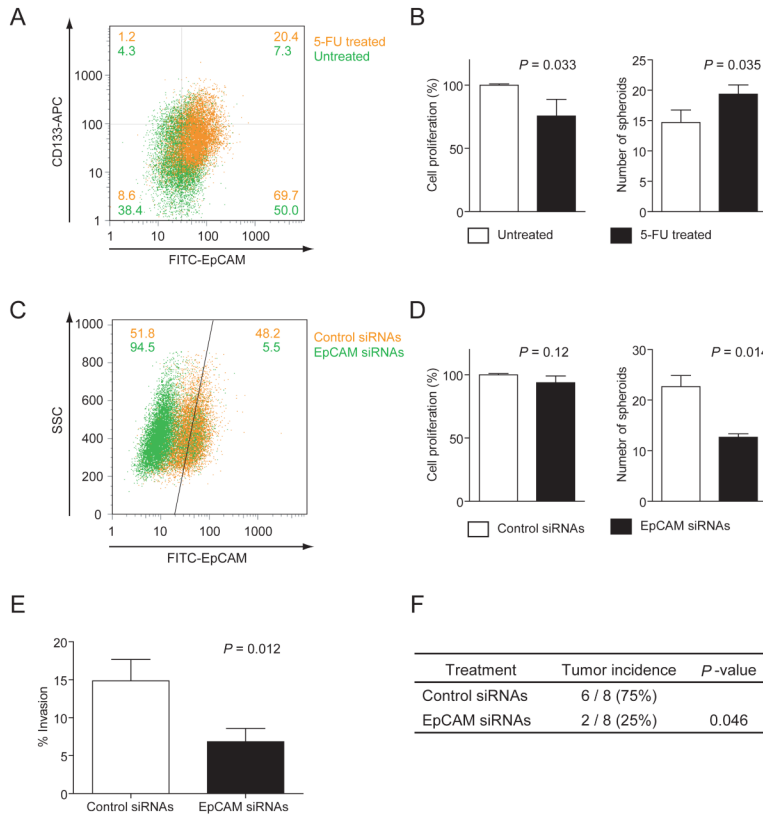 A
1.2
4.3
20.4
7.3
5-FU treated
Untreated
CD133-APC
1000
100
10
1
8.6
38.4
69.7
50.0
1 10 100 1000
FITC-EpCAM
B
P = 0.033
Cell proliferation (%)
100
50
0
P = 0.035
Number of spheroids
25
20
15
10
5
0
Untreated
5-FU treated
C
51.8
94.5
48.2
5.5
Control siRNAs
EpCAM siRNAs
SSC
1000
800
600
400
200
0
1 10 100 1000
FITC-EpCAM
D
P = 0.12
Cell proliferation (%)
100
50
0
P = 0.014
Numebr of spheroids
30
20
10
0
Control siRNAs
EpCAM siRNAs
E
P = 0.012
% Invasion
20
15
10
5
0
Control siRNAs EpCAM siRNAs
F
Treatment Tumor incidence P-value
Control siRNAs 6 / 8 (75%)
EpCAM siRNAs 2 / 8 (25%) 0.046